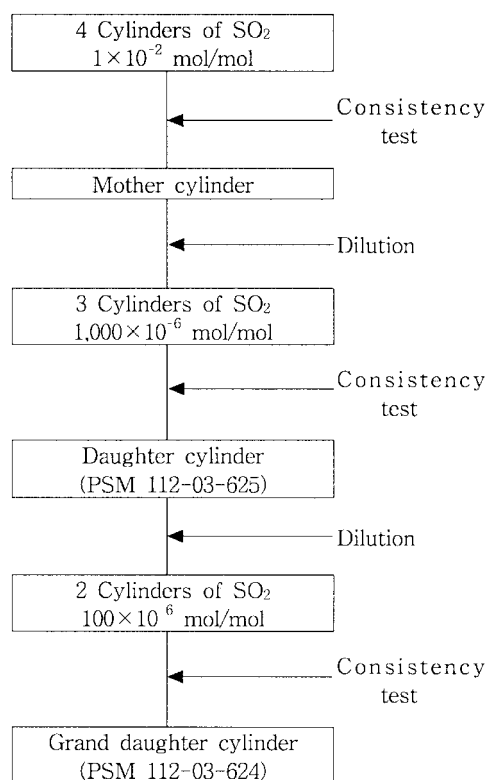 4 Cylinders of SO₂
1×10⁻² mol/mol
Consistency
test
Mother cylinder
Dilution
3 Cylinders of SO₂
1,000×10⁻⁶ mol/mol
Consistency
test
Daughter cylinder
(PSM 112-03-625)
Dilution
2 Cylinders of SO₂
100×10⁻⁶ mol/mol
Consistency
test
Grand daughter cylinder
(PSM 112-03-624)